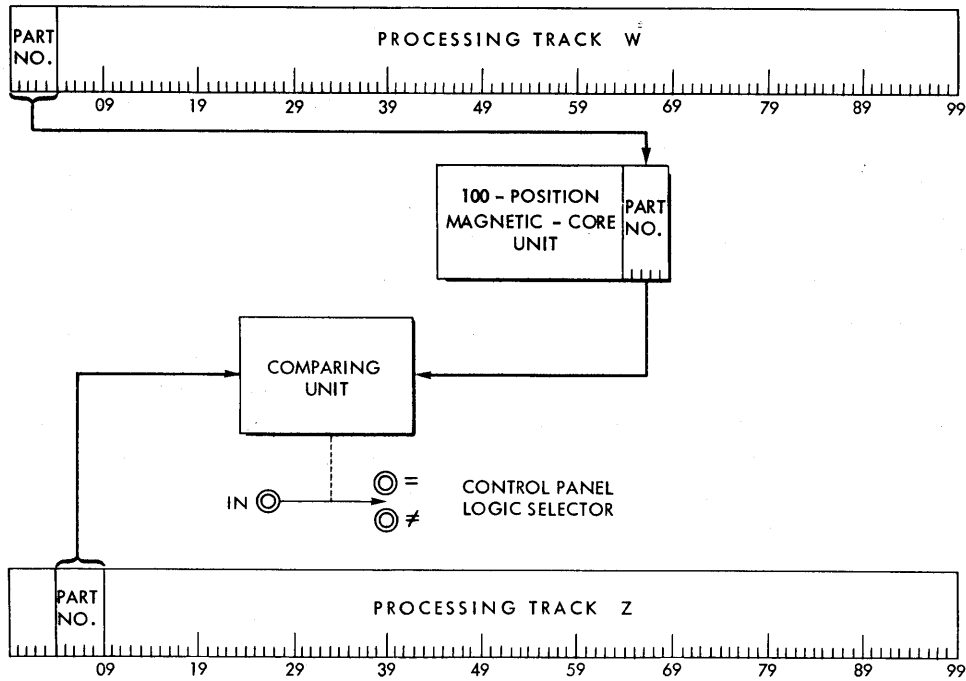 PART
NO.
PROCESSING TRACK W
09 19 29 39 49 59 69 79 89 99
100 - POSITION
MAGNETIC - CORE
UNIT
PART
NO.
COMPARING
UNIT
IN
=
≠
CONTROL PANEL
LOGIC SELECTOR
PART
NO.
PROCESSING TRACK Z
09 19 29 39 49 59 69 79 89 99